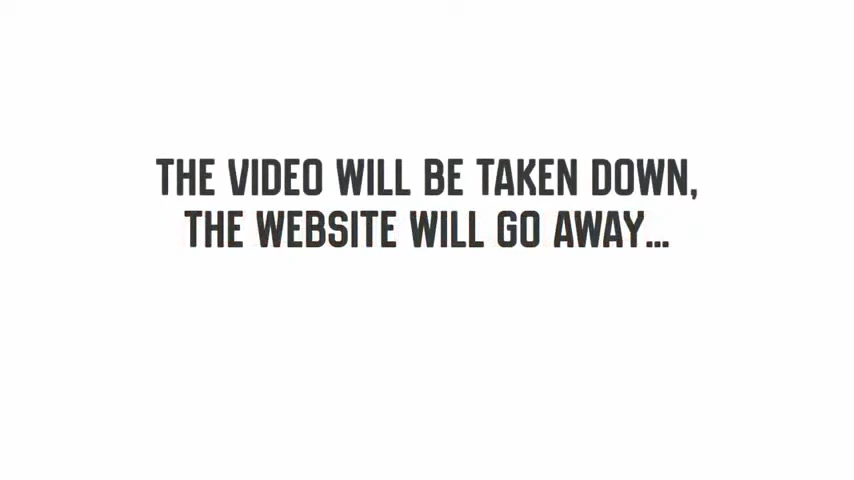 THE VIDEO WILL BE TAKEN DOWN,
THE WEBSITE WILL GO AWAY...